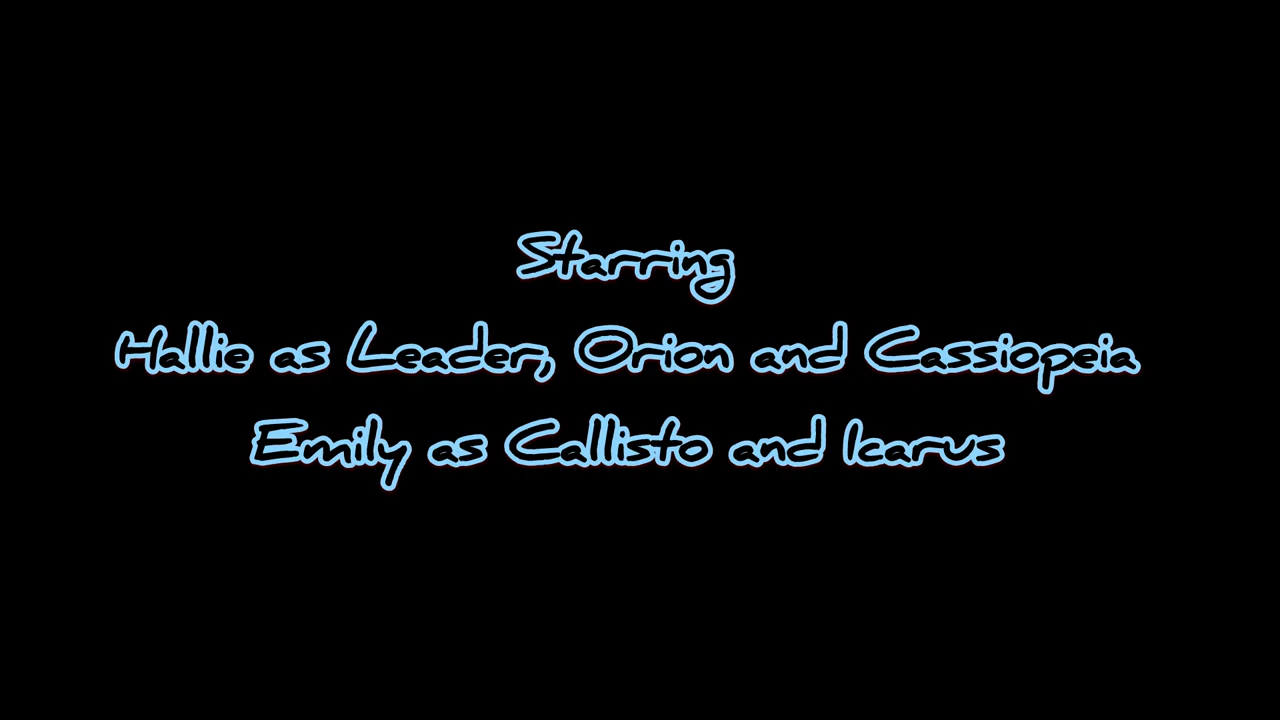 Starring
Hallie as Leader, Orion and Cassiopeia
Emily as Callisto and Icarus